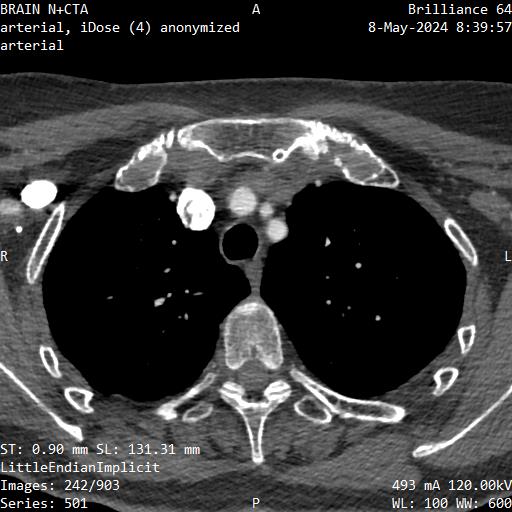 BRAIN N+CTA
A
Brilliance 64
arterial, iDose (4) anonymized
8-May-2024 8:39:57
arterial
R
L
ST: 0.90 mm SL: 131.31 mm
LittleEndianImplicit
Images: 242/903
493 mA 120.00kV
Series: 501
P
WL: 100 WW: 600